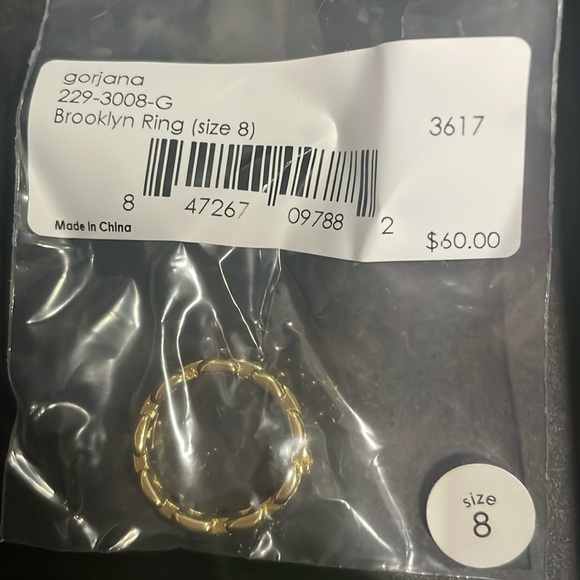 gorjana
229-3008-G
Brooklyn Ring (size 8)
3617
8 47267 09788 2
Made in China
$60.00
size
8